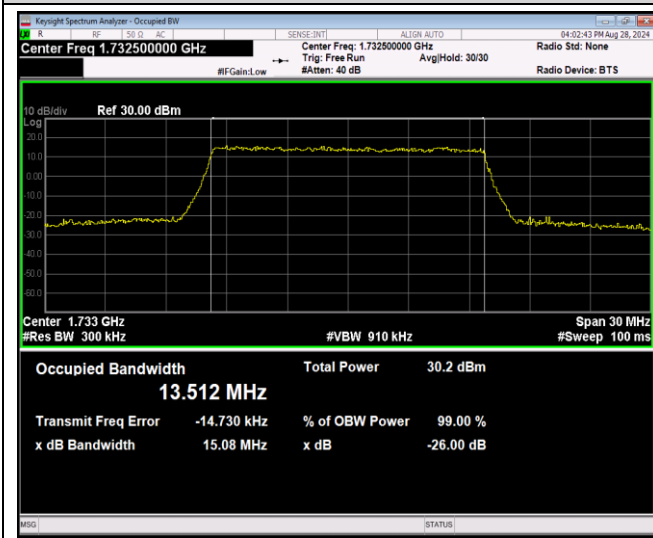 Keysight Spectrum Analyzer - Occupied BW
R RF 50 Ω AC SENSE:INT ALIGN AUTO 04:02:43 PM Aug 28, 2024
Center Freq 1.732500000 GHz Center Freq: 1.732500000 GHz Radio Std: None
Trig: Free Run Avg|Hold: 30/30
#IFGain:Low #Atten: 40 dB Radio Device: BTS
10 dB/div Ref 30.00 dBm
Log
20.0
10.0
0.00
-10.0
-20.0
-30.0
-40.0
-50.0
-60.0
Center 1.733 GHz Span 30 MHz
#Res BW 300 kHz #VBW 910 kHz #Sweep 100 ms
Occupied Bandwidth Total Power 30.2 dBm
13.512 MHz
Transmit Freq Error -14.730 kHz % of OBW Power 99.00 %
x dB Bandwidth 15.08 MHz x dB -26.00 dB
MSG STATUS